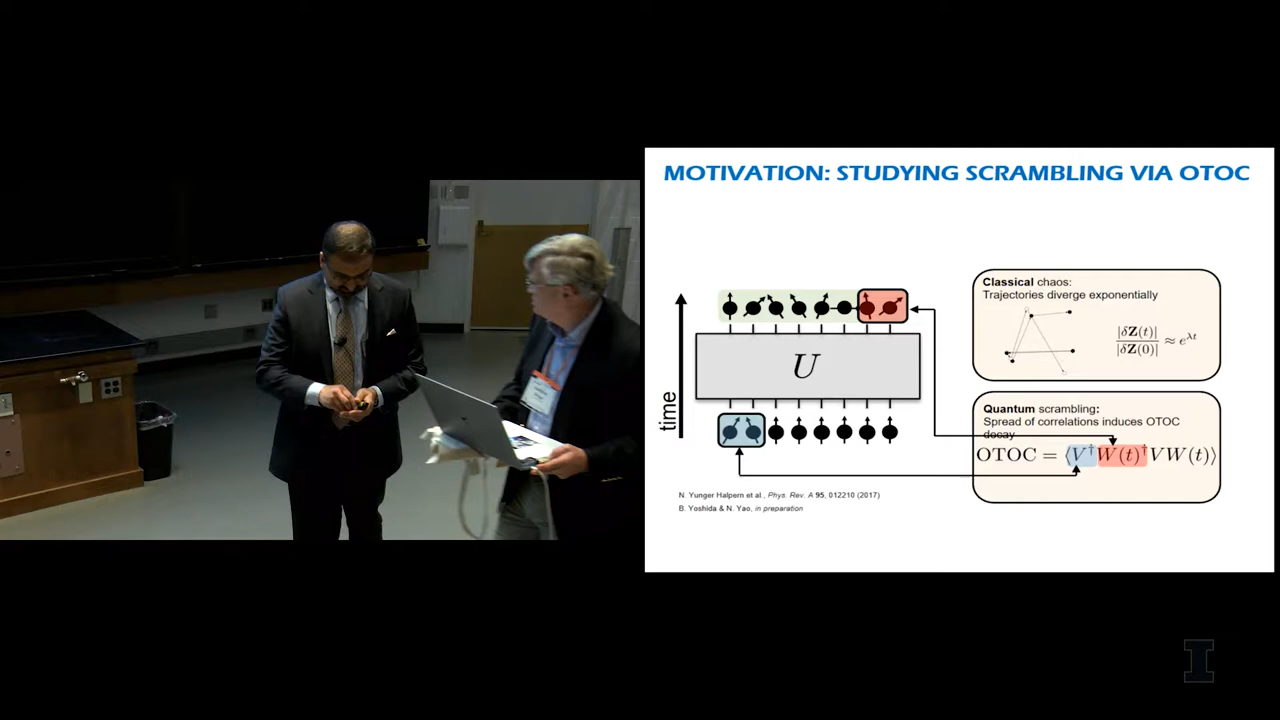 MOTIVATION: STUDYING SCRAMBLING VIA OTOC
time
U
Classical chaos:
Trajectories diverge exponentially
|δZ(t)| / |δZ(0)| ≈ e^{λt}
Quantum scrambling:
Spread of correlations induces OTOC
decay
OTOC = ⟨V†W(t)†VW(t)⟩
N. Yunger Halpern et al., Phys. Rev. A 95, 012210 (2017)
B. Yoshida & N. Yao, in preparation
I